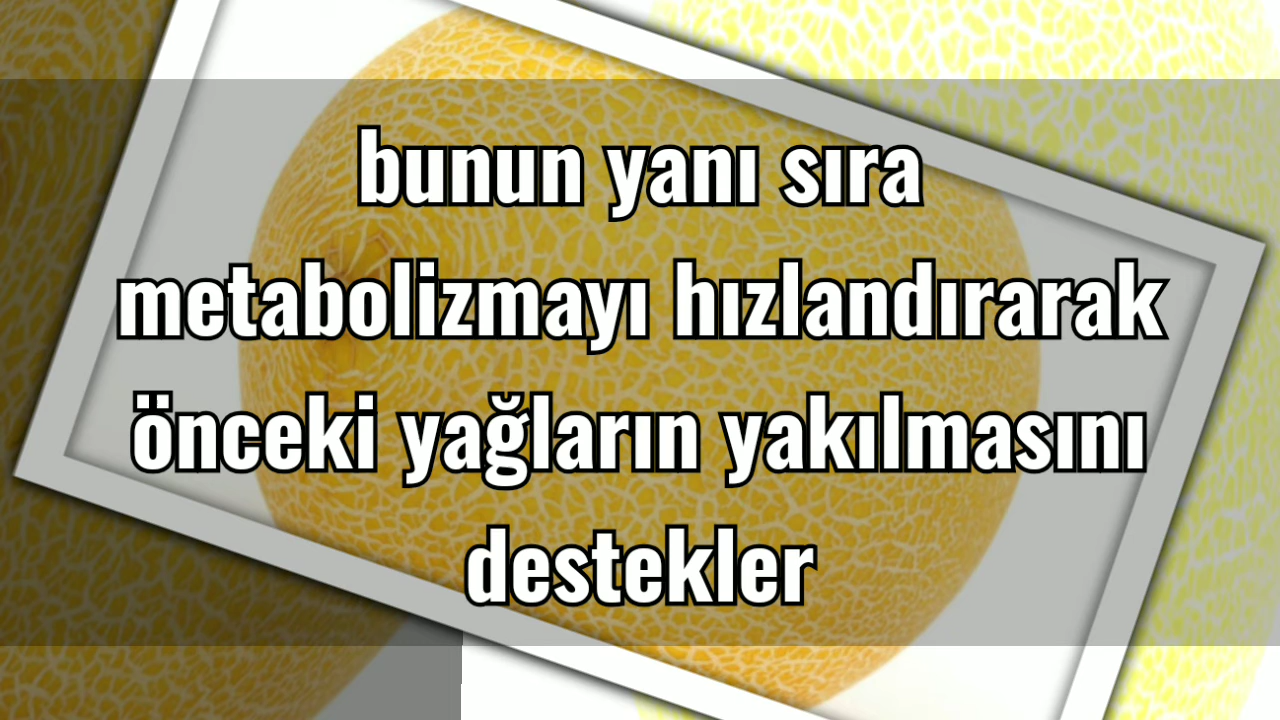 bunun yanı sıra
metabolizmayı hızlandırarak
önceki yağların yakılmasını
destekler